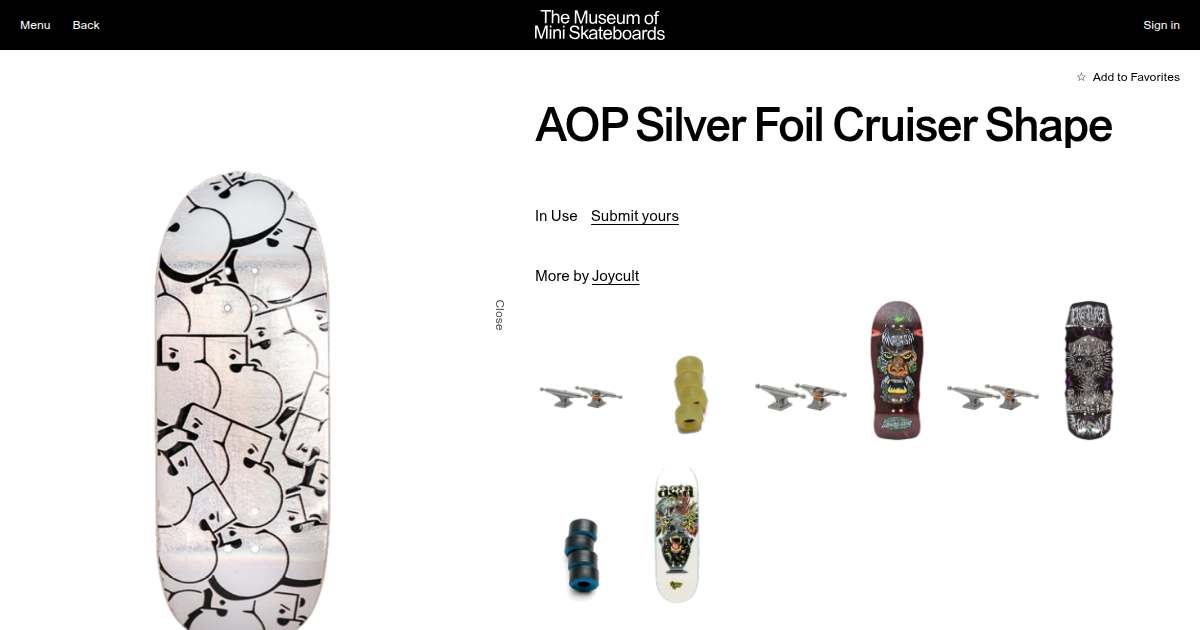 Menu
Back
The Museum of
Mini Skateboards
Sign in
☆ Add to Favorites
AOP Silver Foil Cruiser Shape
In Use Submit yours
More by Joycult
Close